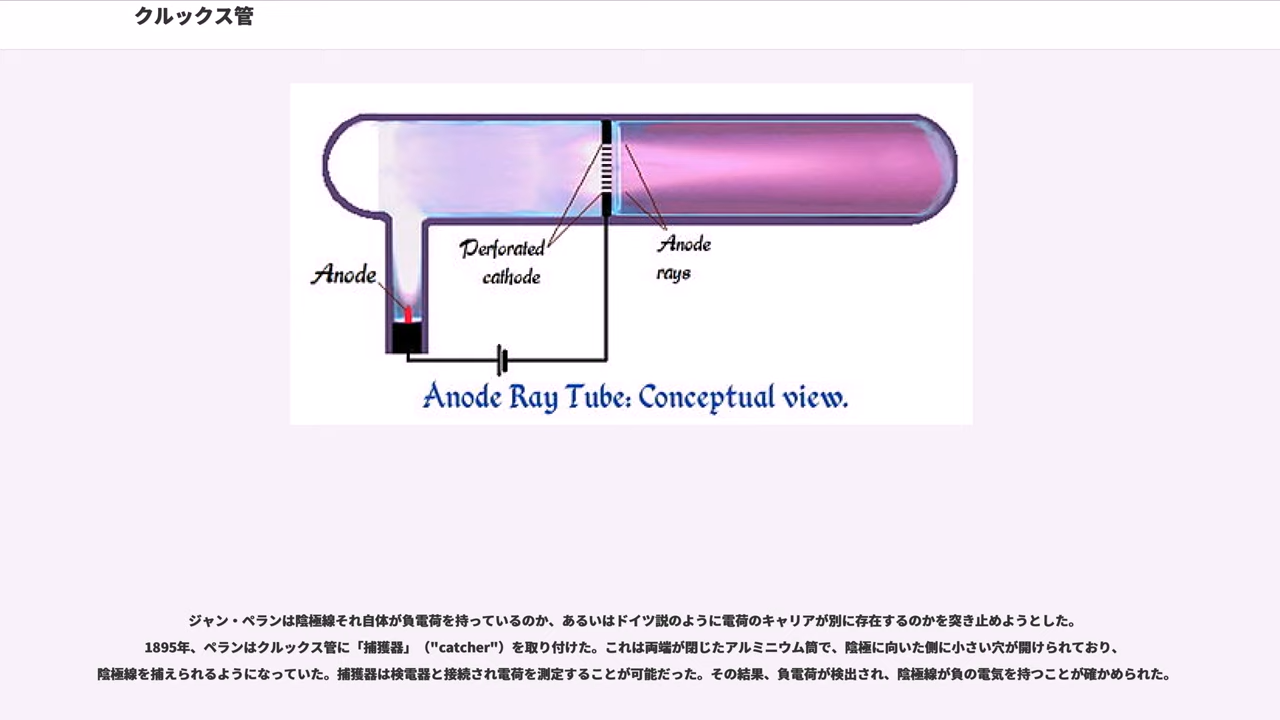 クルックス管
Anode
Perforated
cathode
Anode
rays
Anode Ray Tube: Conceptual view.
ジャン・ペランは陰極線それ自体が負電荷を持っているのか、あるいはドイツ説のように電荷のキャリアが別に存在するのかを突き止めようとした。
1895年、ペランはクルックス管に「捕獲器」（"catcher"）を取り付けた。これは両端が閉じたアルミニウム筒で、陰極に向いた側に小さい穴が開けられており、
陰極線を捕えられるようになっていた。捕獲器は検電器と接続され電荷を測定することが可能だった。その結果、負電荷が検出され、陰極線が負の電気を持つことが確かめられた。